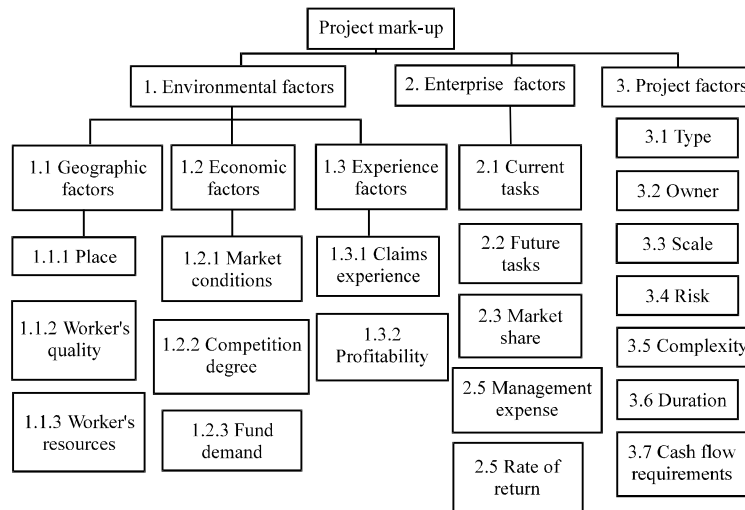 Project mark-up
1. Environmental factors
2. Enterprise factors
3. Project factors
1.1 Geographic
factors
1.1.1 Place
1.1.2 Worker's
quality
1.1.3 Worker's
resources
1.2 Economic
factors
1.2.1 Market
conditions
1.2.2 Competition
degree
1.2.3 Fund
demand
1.3 Experience
factors
1.3.1 Claims
experience
1.3.2
Profitability
2.1 Current
tasks
2.2 Future
tasks
2.3 Market
share
2.5 Management
expense
2.5 Rate of
return
3.1 Type
3.2 Owner
3.3 Scale
3.4 Risk
3.5 Complexity
3.6 Duration
3.7 Cash flow
requirements